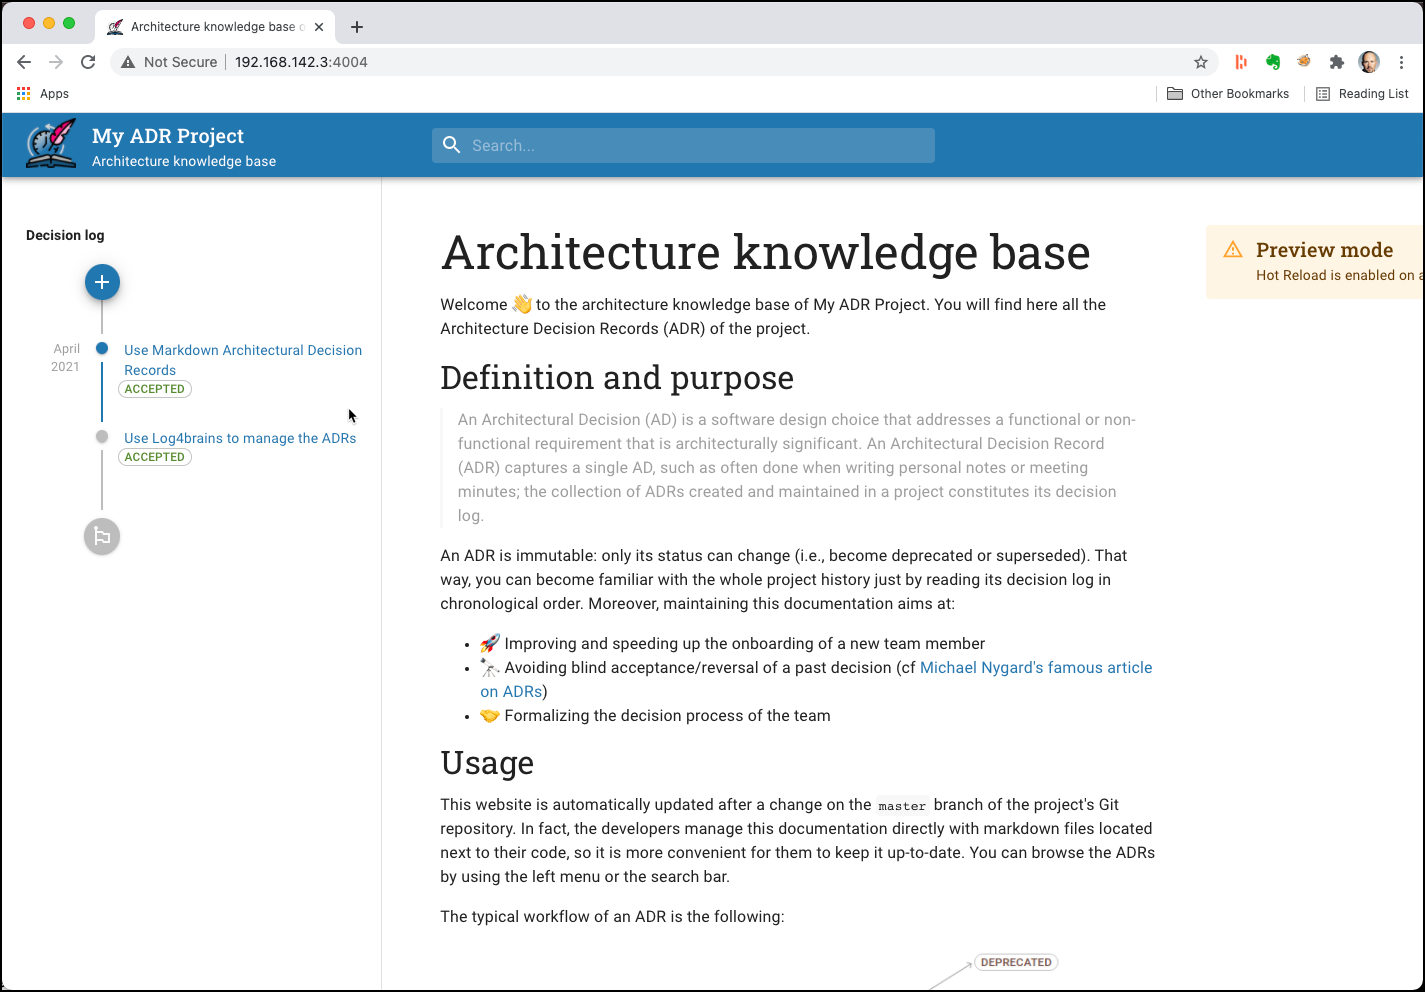 Architecture knowledge base o
Not Secure
192.168.142.3:4004
Apps
Other Bookmarks
Reading List
My ADR Project
Architecture knowledge base
Search...
Decision log
April
2021
Use Markdown Architectural Decision
Records
ACCEPTED
Use Log4brains to manage the ADRs
ACCEPTED
Architecture knowledge base
Welcome 👋 to the architecture knowledge base of My ADR Project. You will find here all the
Architecture Decision Records (ADR) of the project.
Definition and purpose
An Architectural Decision (AD) is a software design choice that addresses a functional or non-
functional requirement that is architecturally significant. An Architectural Decision Record
(ADR) captures a single AD, such as often done when writing personal notes or meeting
minutes; the collection of ADRs created and maintained in a project constitutes its decision
log.
An ADR is immutable: only its status can change (i.e., become deprecated or superseded). That
way, you can become familiar with the whole project history just by reading its decision log in
chronological order. Moreover, maintaining this documentation aims at:
• 🚀 Improving and speeding up the onboarding of a new team member
• 🔭 Avoiding blind acceptance/reversal of a past decision (cf Michael Nygard's famous article
on ADRs)
• 🤝 Formalizing the decision process of the team
Usage
This website is automatically updated after a change on the master branch of the project's Git
repository. In fact, the developers manage this documentation directly with markdown files located
next to their code, so it is more convenient for them to keep it up-to-date. You can browse the ADRs
by using the left menu or the search bar.
The typical workflow of an ADR is the following:
DEPRECATED
Preview mode
Hot Reload is enabled on a